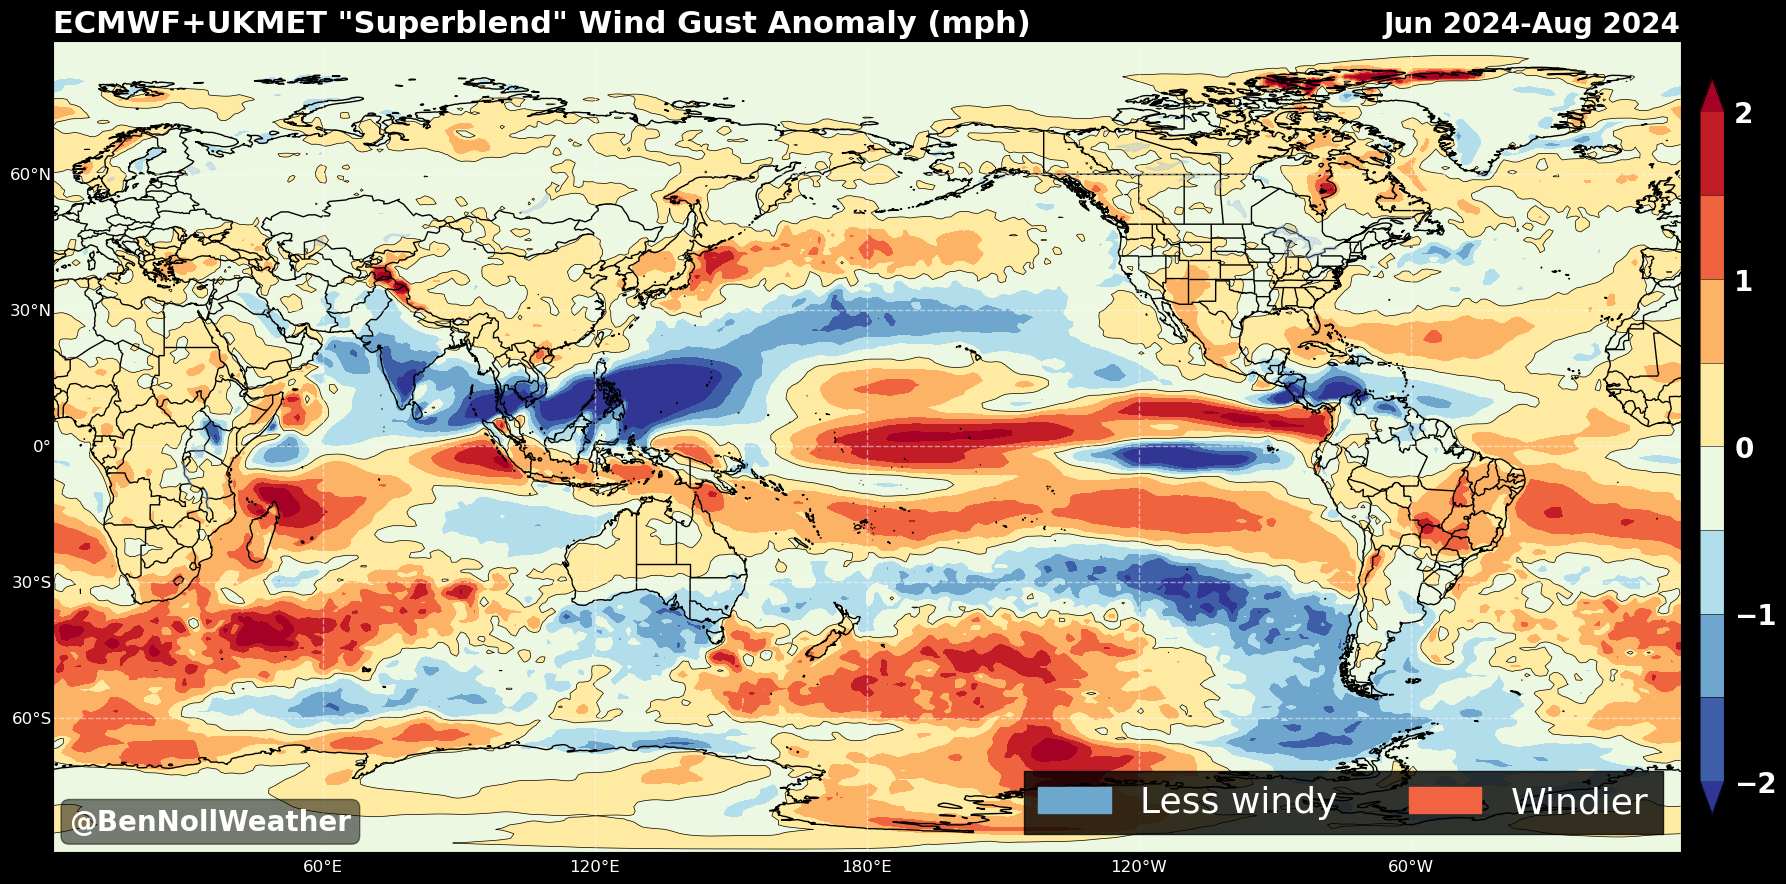 ECMWF+UKMET "Superblend" Wind Gust Anomaly (mph)
Jun 2024-Aug 2024
60°N
30°N
0°
30°S
60°S
60°E
120°E
180°E
120°W
60°W
2
1
0
−1
−2
@BenNollWeather
Less windy
Windier